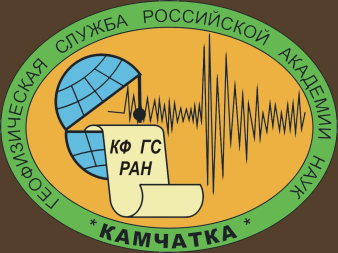 ГЕОФИЗИЧЕСКАЯ СЛУЖБА РОССИЙСКОЙ АКАДЕМИИ НАУК
КФ ГС
РАН
* КАМЧАТКА *